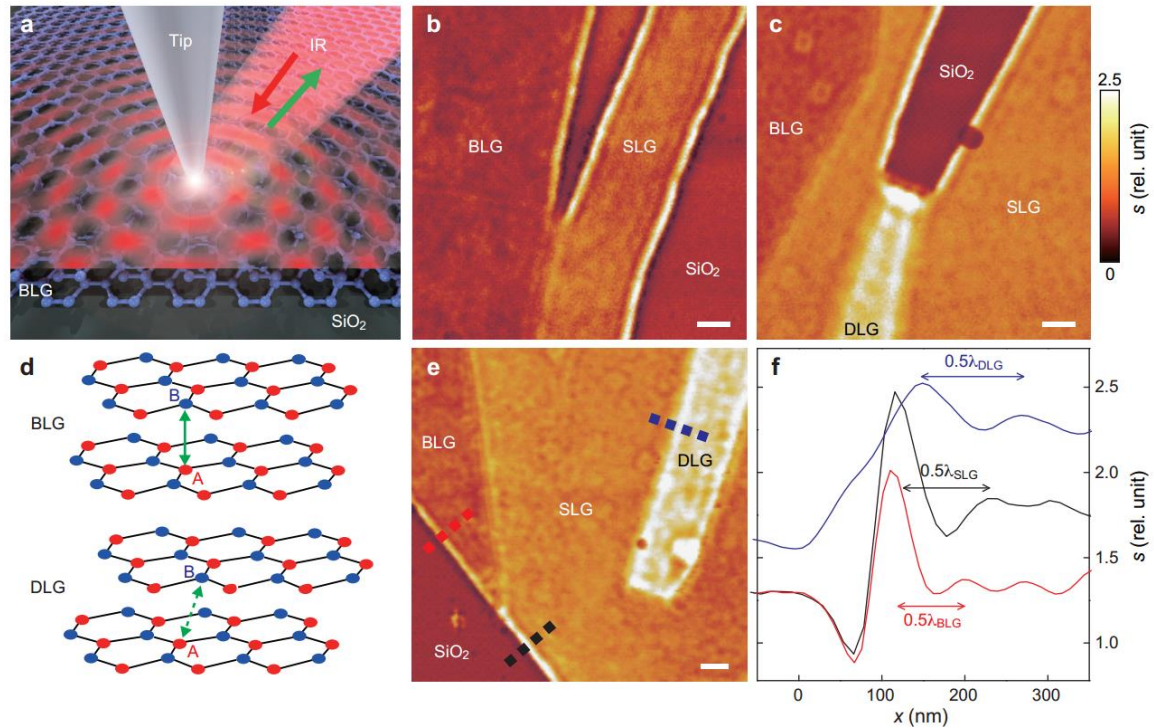 a
Tip
IR
BLG
SiO₂
b
BLG
SLG
SiO₂
c
SiO₂
BLG
SLG
DLG
2.5
s (rel. unit)
0
d
BLG
B
A
DLG
B
A
e
BLG
SLG
DLG
SiO₂
f
0.5λDLG
0.5λSLG
0.5λBLG
2.5
2.0
1.5
1.0
s (rel. unit)
0
100
200
300
x (nm)